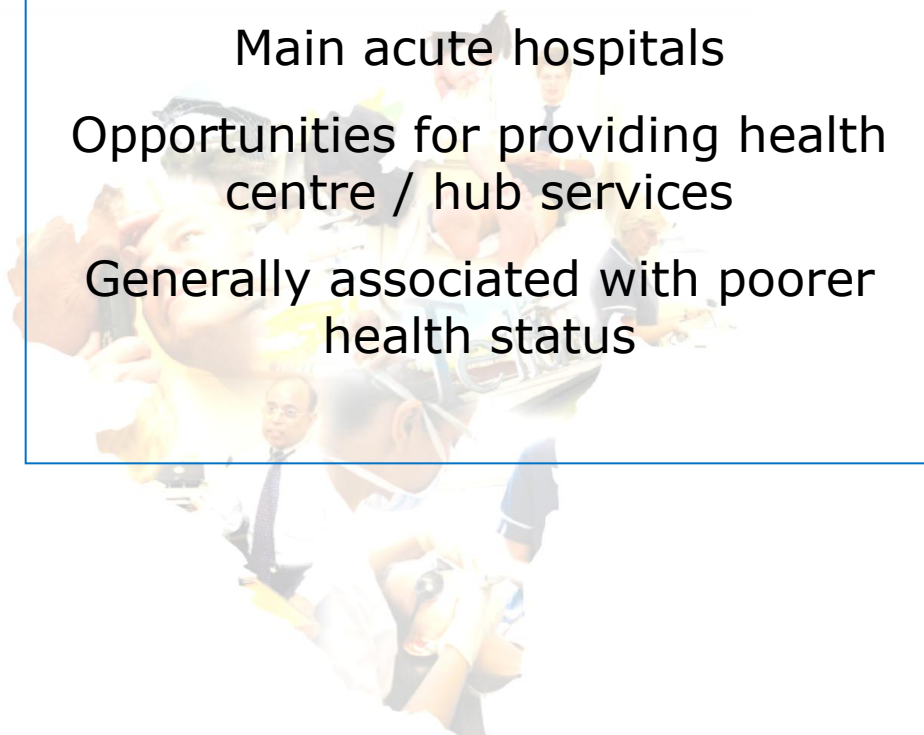 Main acute hospitals
Opportunities for providing health
centre / hub services
Generally associated with poorer
health status